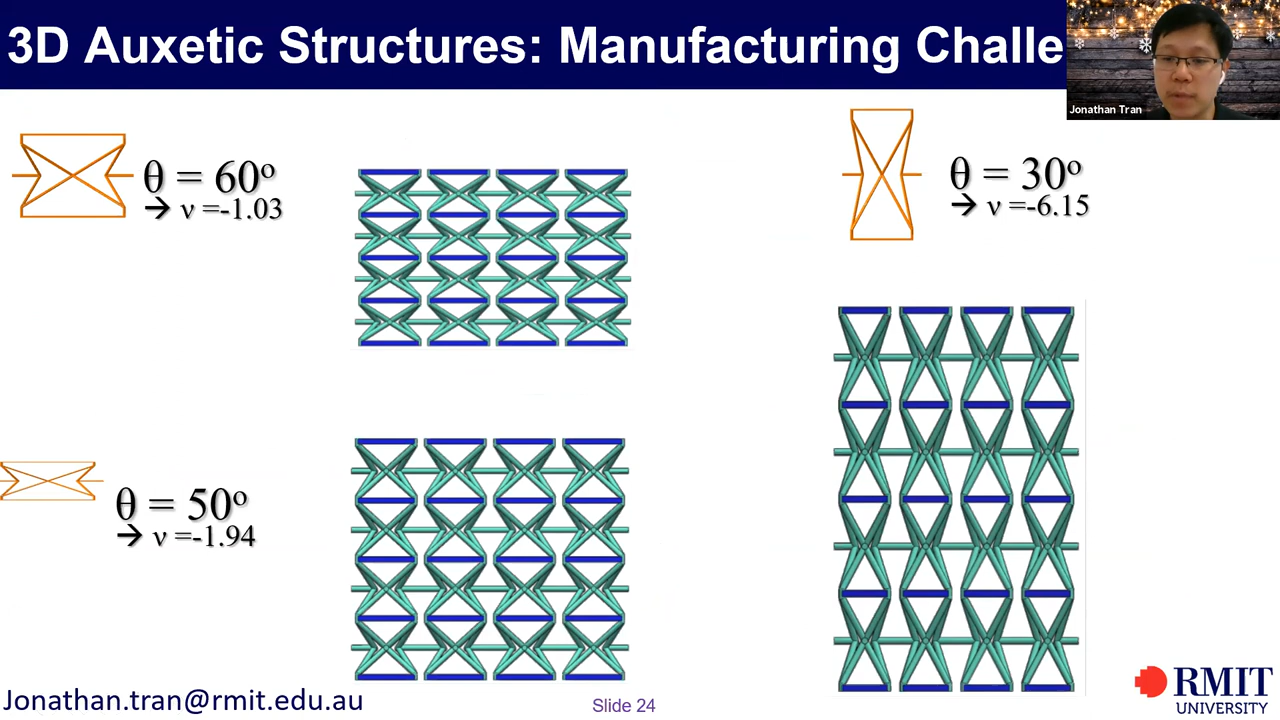 3D Auxetic Structures: Manufacturing Challe
Jonathan Tran
θ = 60º
→ ν =-1.03
θ = 30º
→ ν =-6.15
θ = 50º
→ ν =-1.94
Jonathan.tran@rmit.edu.au
Slide 24
RMIT
UNIVERSITY